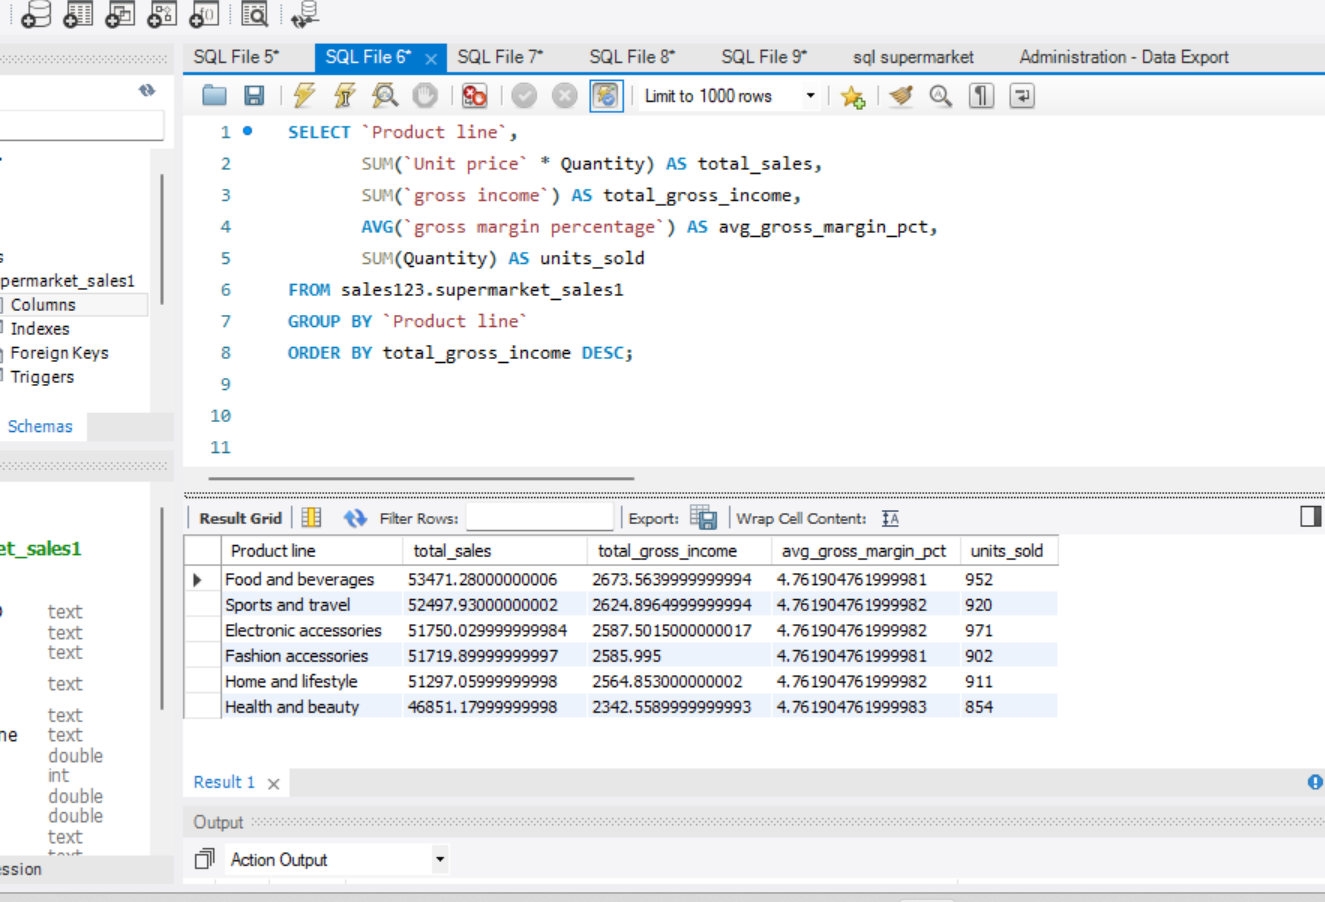 SQL File 5* SQL File 6* × SQL File 7* SQL File 8* SQL File 9* sql supermarket Administration - Data Export
Limit to 1000 rows
1 SELECT `Product line`,
2 SUM(`Unit price` * Quantity) AS total_sales,
3 SUM(`gross income`) AS total_gross_income,
4 AVG(`gross margin percentage`) AS avg_gross_margin_pct,
5 SUM(Quantity) AS units_sold
6 FROM sales123.supermarket_sales1
7 GROUP BY `Product line`
8 ORDER BY total_gross_income DESC;
9
10
11
s
permarket_sales1
Columns
Indexes
Foreign Keys
Triggers
Schemas
et_sales1
text
text
text
text
text
ne text
double
int
double
double
text
text
ession
Result Grid Filter Rows: Export: Wrap Cell Content:
Product line total_sales total_gross_income avg_gross_margin_pct units_sold
Food and beverages 53471.28000000006 2673.5639999999994 4.761904761999981 952
Sports and travel 52497.93000000002 2624.8964999999994 4.761904761999982 920
Electronic accessories 51750.029999999984 2587.5015000000017 4.761904761999982 971
Fashion accessories 51719.89999999997 2585.995 4.761904761999981 902
Home and lifestyle 51297.05999999998 2564.853000000002 4.761904761999982 911
Health and beauty 46851.17999999998 2342.5589999999993 4.761904761999983 854
Result 1 ×
Output
Action Output